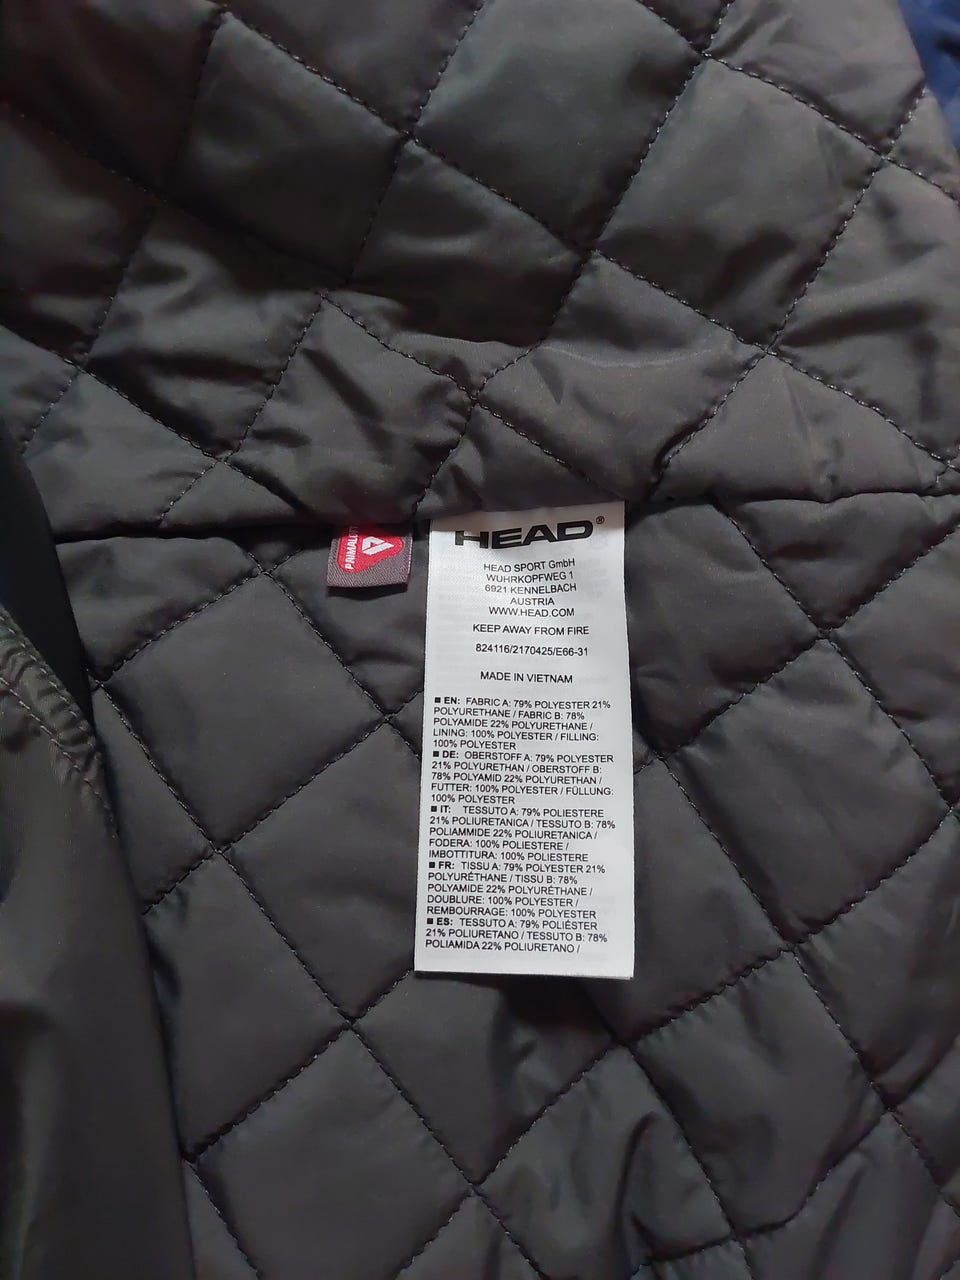 PRIMALOFT
HEAD®
HEAD SPORT GmbH
WUHRKOPFWEG 1
6921 KENNELBACH
AUSTRIA
WWW.HEAD.COM
KEEP AWAY FROM FIRE
824116/2170425/E66-31
MADE IN VIETNAM
■ EN: FABRIC A: 79% POLYESTER 21%
POLYURETHANE / FABRIC B: 78%
POLYAMIDE 22% POLYURETHANE /
LINING: 100% POLYESTER / FILLING:
100% POLYESTER
■ DE: OBERSTOFF A: 79% POLYESTER
21% POLYURETHAN / OBERSTOFF B:
78% POLYAMID 22% POLYURETHAN /
FUTTER: 100% POLYESTER / FÜLLUNG:
100% POLYESTER
■ IT: TESSUTO A: 79% POLIESTERE
21% POLIURETANICA / TESSUTO B: 78%
POLIAMMIDE 22% POLIURETANICA /
FODERA: 100% POLIESTERE /
IMBOTTITURA: 100% POLIESTERE
■ FR: TISSU A: 79% POLYESTER 21%
POLYURÉTHANE / TISSU B: 78%
POLYAMIDE 22% POLYURÉTHANE /
DOUBLURE: 100% POLYESTER /
REMBOURRAGE: 100% POLYESTER
■ ES: TESSUTO A: 79% POLIÉSTER
21% POLIURETANO / TESSUTO B: 78%
POLIAMIDA 22% POLIURETANO /